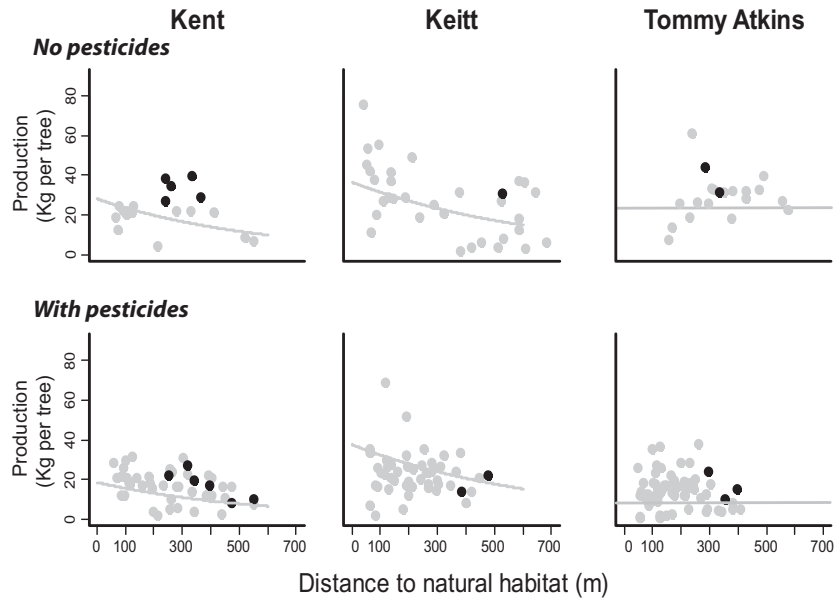 Kent Keitt Tommy Atkins
No pesticides
Production
(Kg per tree)
80
60
40
20
0
With pesticides
Production
(Kg per tree)
80
60
40
20
0
0 100 300 500 700 0 100 300 500 700 0 100 300 500 700
Distance to natural habitat (m)